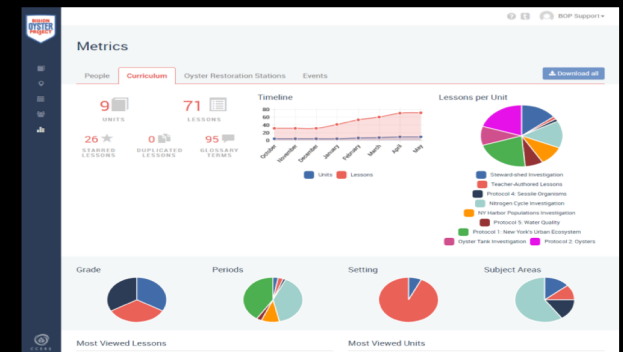 BILLION
OYSTER
PROJECT
BOP Support
Metrics
People Curriculum Oyster Restoration Stations Events
Download all
9
UNITS
71
LESSONS
26
STARRED
LESSONS
0
DUPLICATED
LESSONS
95
GLOSSARY
TERMS
Timeline
80
60
40
20
0
October November December January February March April May
Units Lessons
Lessons per Unit
Steward-shed Investigation
Teacher-Authored Lessons
Protocol 4: Sessile Organisms
Nitrogen Cycle Investigation
NY Harbor Populations Investigation
Protocol 5: Water Quality
Protocol 1: New York's Urban Ecosystem
Oyster Tank Investigation Protocol 2: Oysters
Grade Periods Setting Subject Areas
Most Viewed Lessons Most Viewed Units